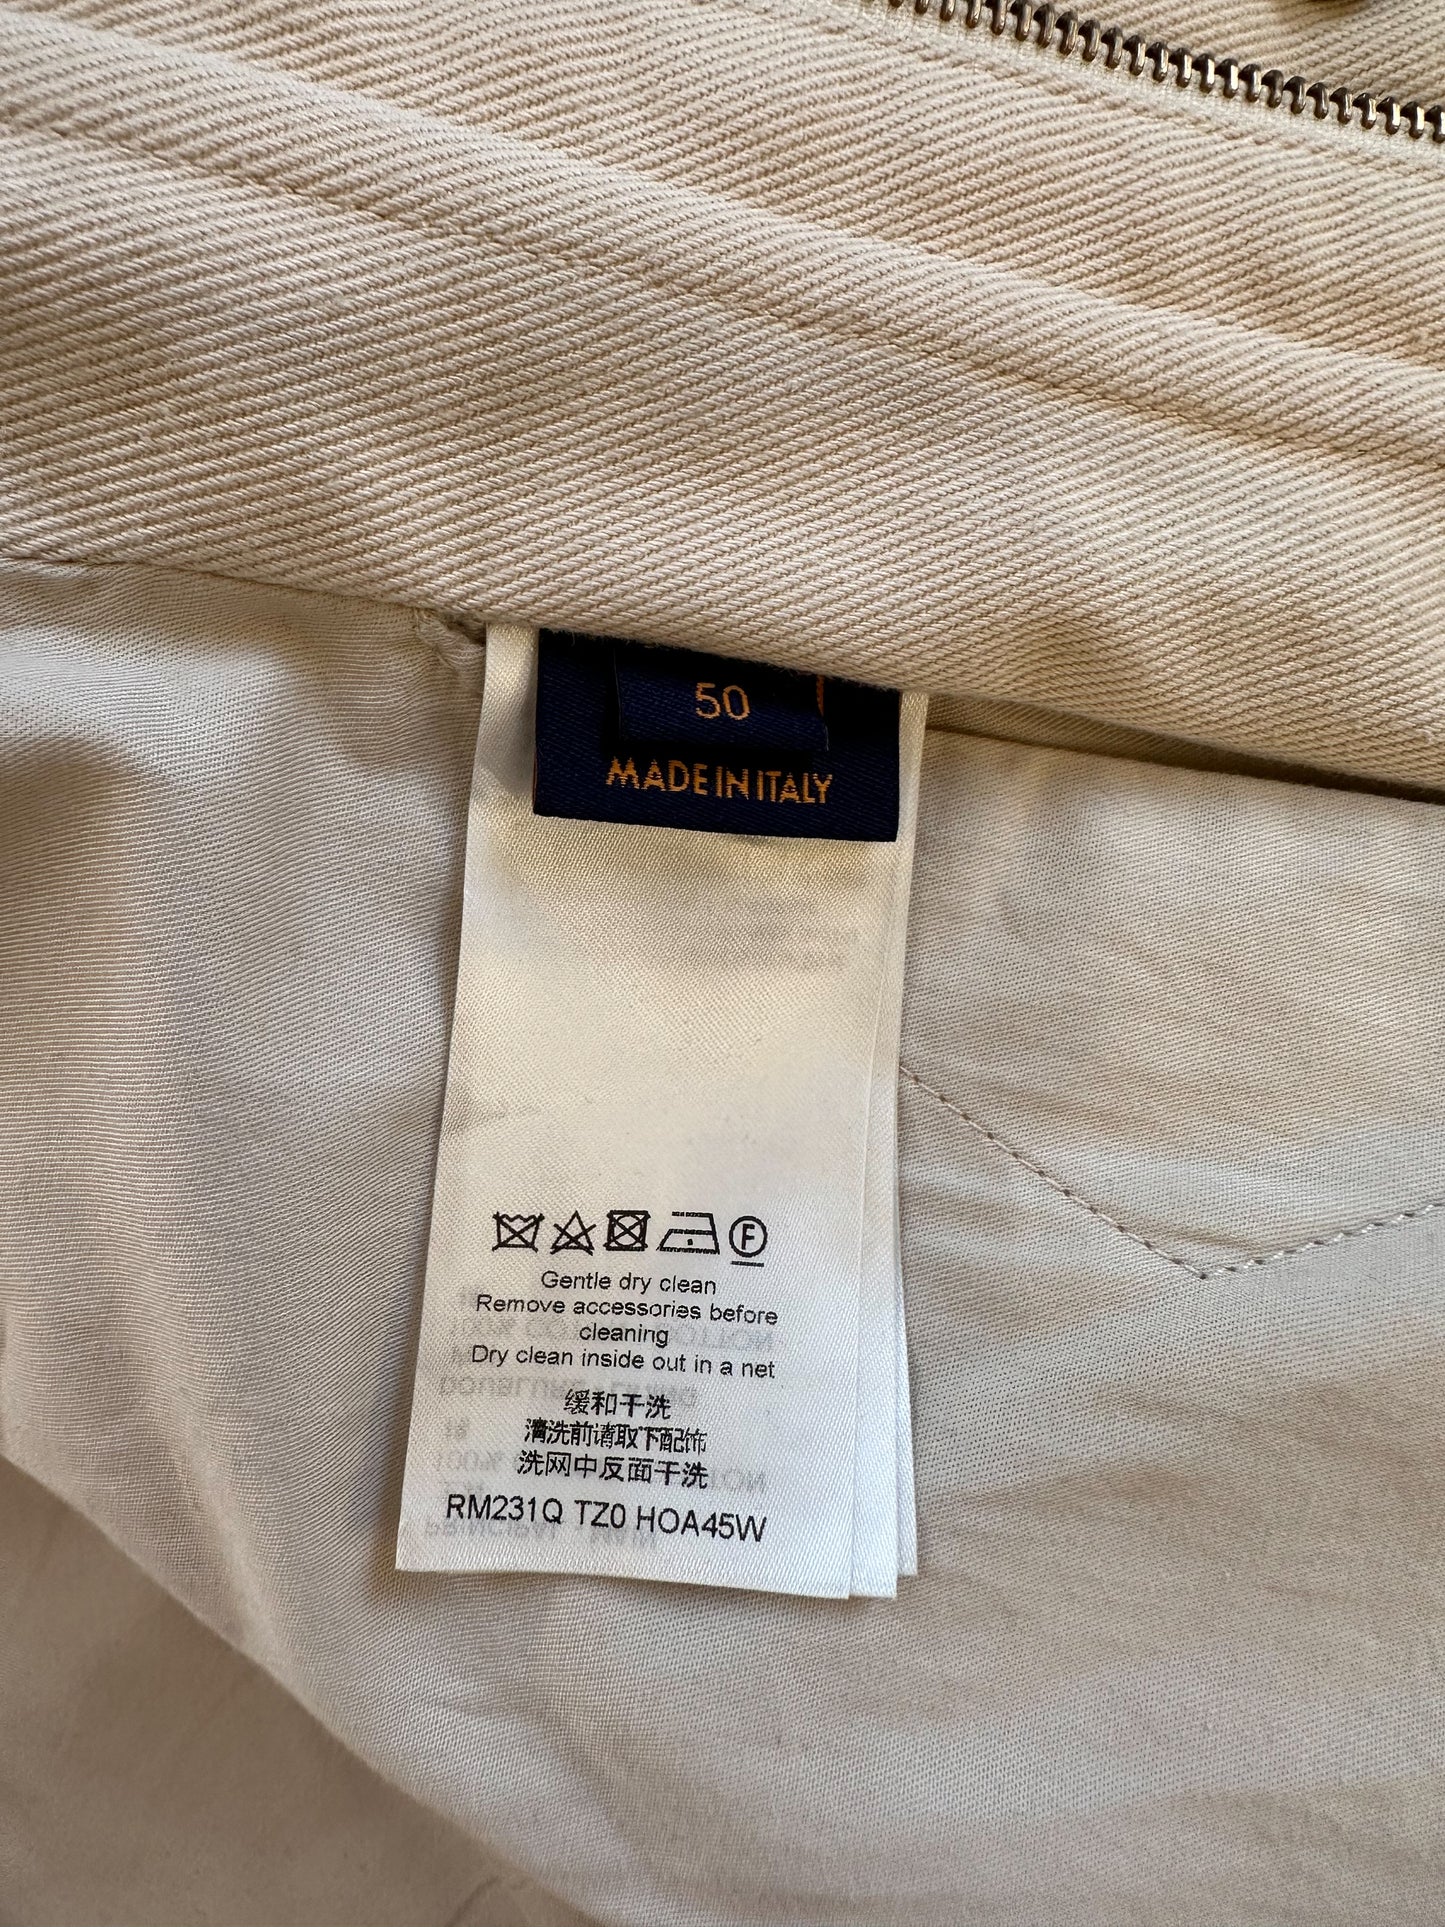 50
MADE IN ITALY
F
Gentle dry clean
Remove accessories before
cleaning
Dry clean inside out in a net
缓和干洗
清洗前请取下配饰
洗网中反面干洗
RM231Q TZ0 HOA45W